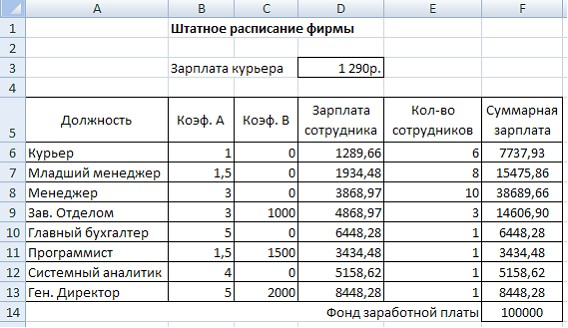 A B C D E F
1 Штатное расписание фирмы
2
3 Зарплата курьера 1 290р.
4
5 Должность Коэф. А Коэф. В Зарплата сотрудника Кол-во сотрудников Суммарная зарплата
6 Курьер 1 0 1289,66 6 7737,93
7 Младший менеджер 1,5 0 1934,48 8 15475,86
8 Менеджер 3 0 3868,97 10 38689,66
9 Зав. Отделом 3 1000 4868,97 3 14606,90
10 Главный бухгалтер 5 0 6448,28 1 6448,28
11 Программист 1,5 1500 3434,48 1 3434,48
12 Системный аналитик 4 0 5158,62 1 5158,62
13 Ген. Директор 5 2000 8448,28 1 8448,28
14 Фонд заработной платы 100000